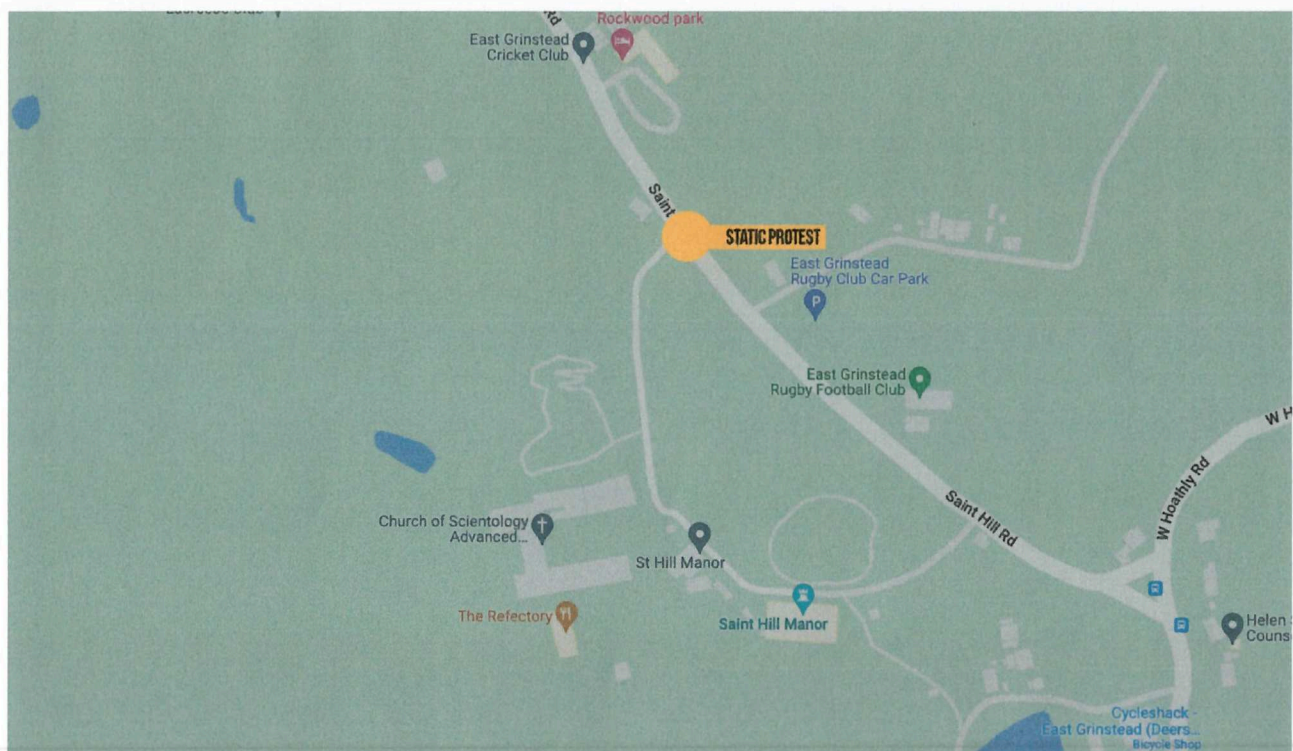 Rd
Rockwood park
East Grinstead
Cricket Club
Saint
STATIC PROTEST
East Grinstead
Rugby Club Car Park
P
East Grinstead
Rugby Football Club
W H
W Hoathly Rd
Saint Hill Rd
Church of Scientology
Advanced...
St Hill Manor
The Refectory
Saint Hill Manor
Helen
Couns
Cycleshack -
East Grinstead (Deers...
Bicycle Shop